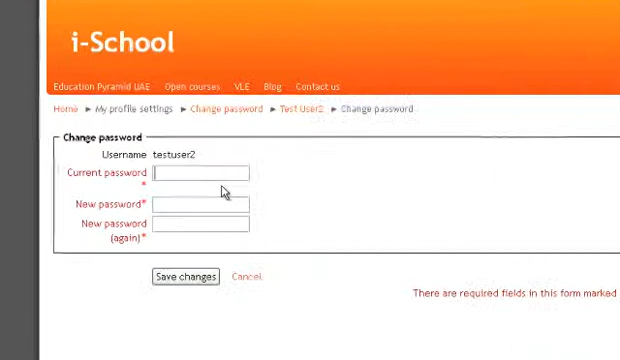 i-School
Education Pyramid UAE Open courses VLE Blog Contact us
Home ► My profile settings ► Change password ► Test User2 ► Change password
Change password
Username testuser2
Current password
*
New password*
New password
(again)*
Save changes Cancel
There are required fields in this form marked